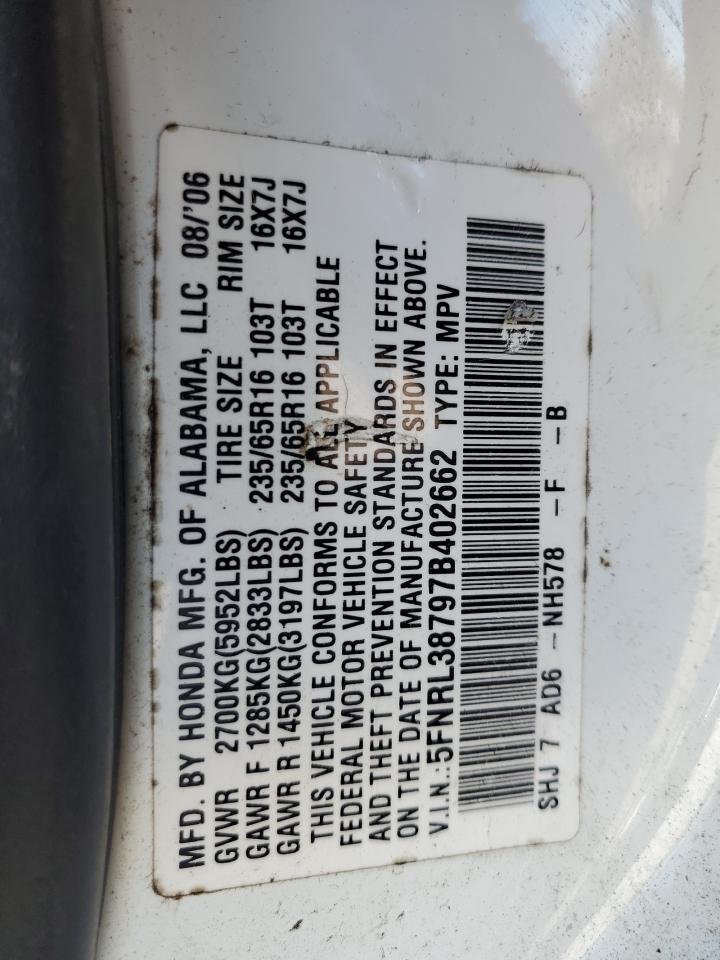 MFD. BY HONDA MFG. OF ALABAMA, LLC 08/'06
GVWR 2700KG(5952LBS) TIRE SIZE RIM SIZE
GAWR F 1285KG(2833LBS) 235/65R16 103T 16X7J
GAWR R 1450KG(3197LBS) 235/65R16 103T 16X7J
THIS VEHICLE CONFORMS TO ALL APPLICABLE
FEDERAL MOTOR VEHICLE SAFETY
AND THEFT PREVENTION STANDARDS IN EFFECT
ON THE DATE OF MANUFACTURE SHOWN ABOVE.
V.I.N.:5FNRL38797B402662 TYPE: MPV
SHJ 7 AD6 -NH578 -F -B